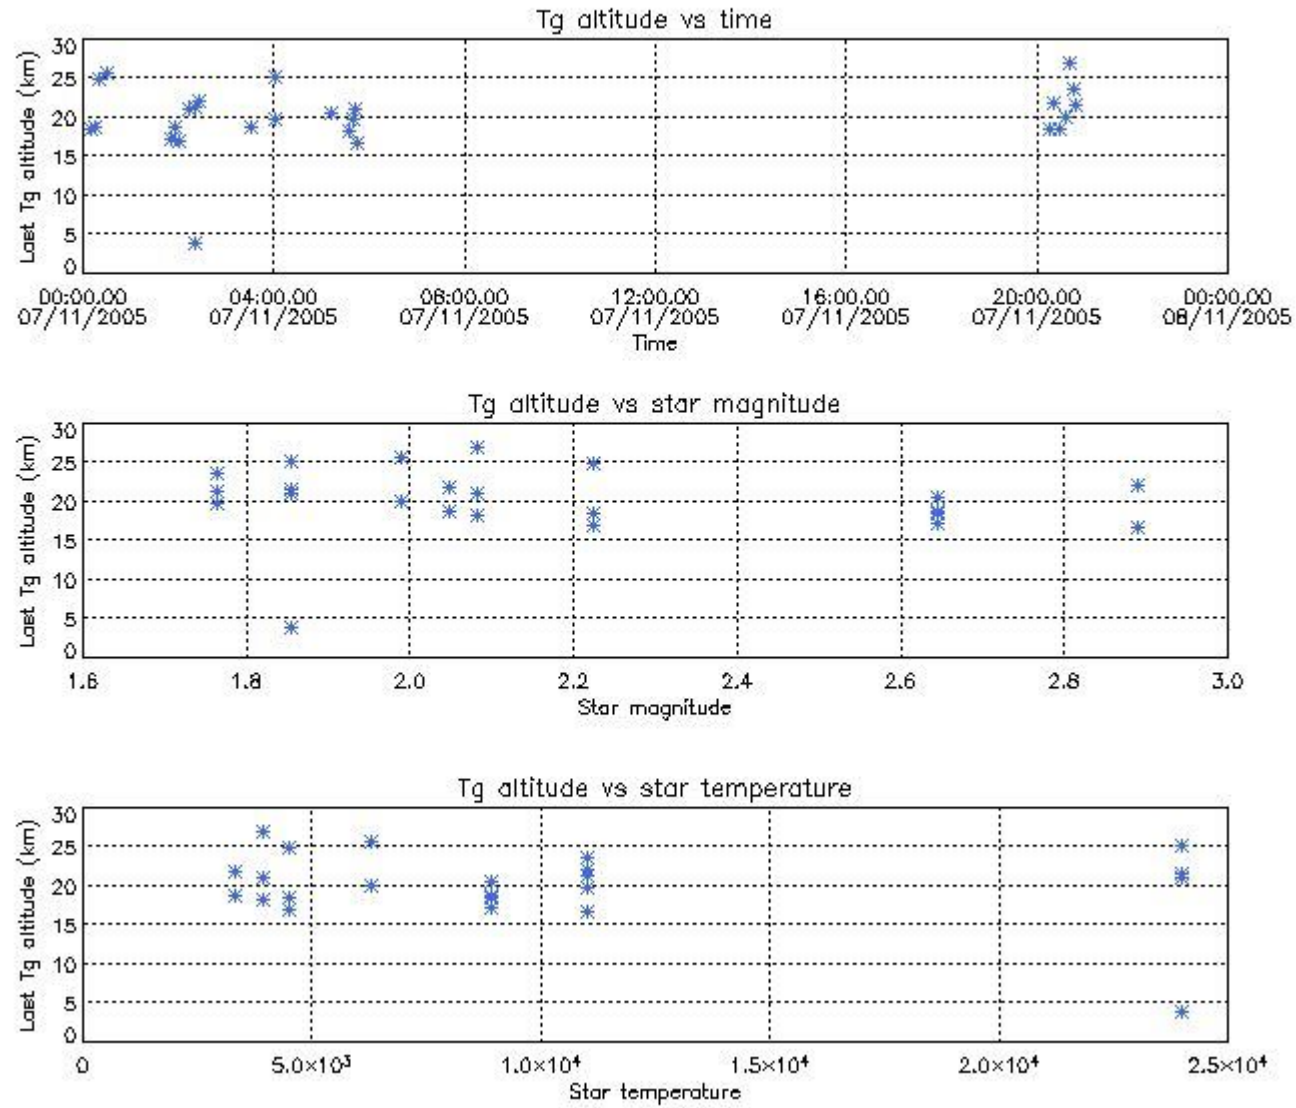 Tg altitude vs time
Last Tg altitude (km)
30
25
20
15
10
5
0
00:00.00 04:00.00 08:00.00 12:00.00 16:00.00 20:00.00 00:00.00
07/11/2005 07/11/2005 07/11/2005 07/11/2005 07/11/2005 07/11/2005 08/11/2005
Time
Tg altitude vs star magnitude
Last Tg altitude (km)
30
25
20
15
10
5
0
1.6 1.8 2.0 2.2 2.4 2.6 2.8 3.0
Star magnitude
Tg altitude vs star temperature
Last Tg altitude (km)
30
25
20
15
10
5
0
0 5.0×10³ 1.0×10⁴ 1.5×10⁴ 2.0×10⁴ 2.5×10⁴
Star temperature